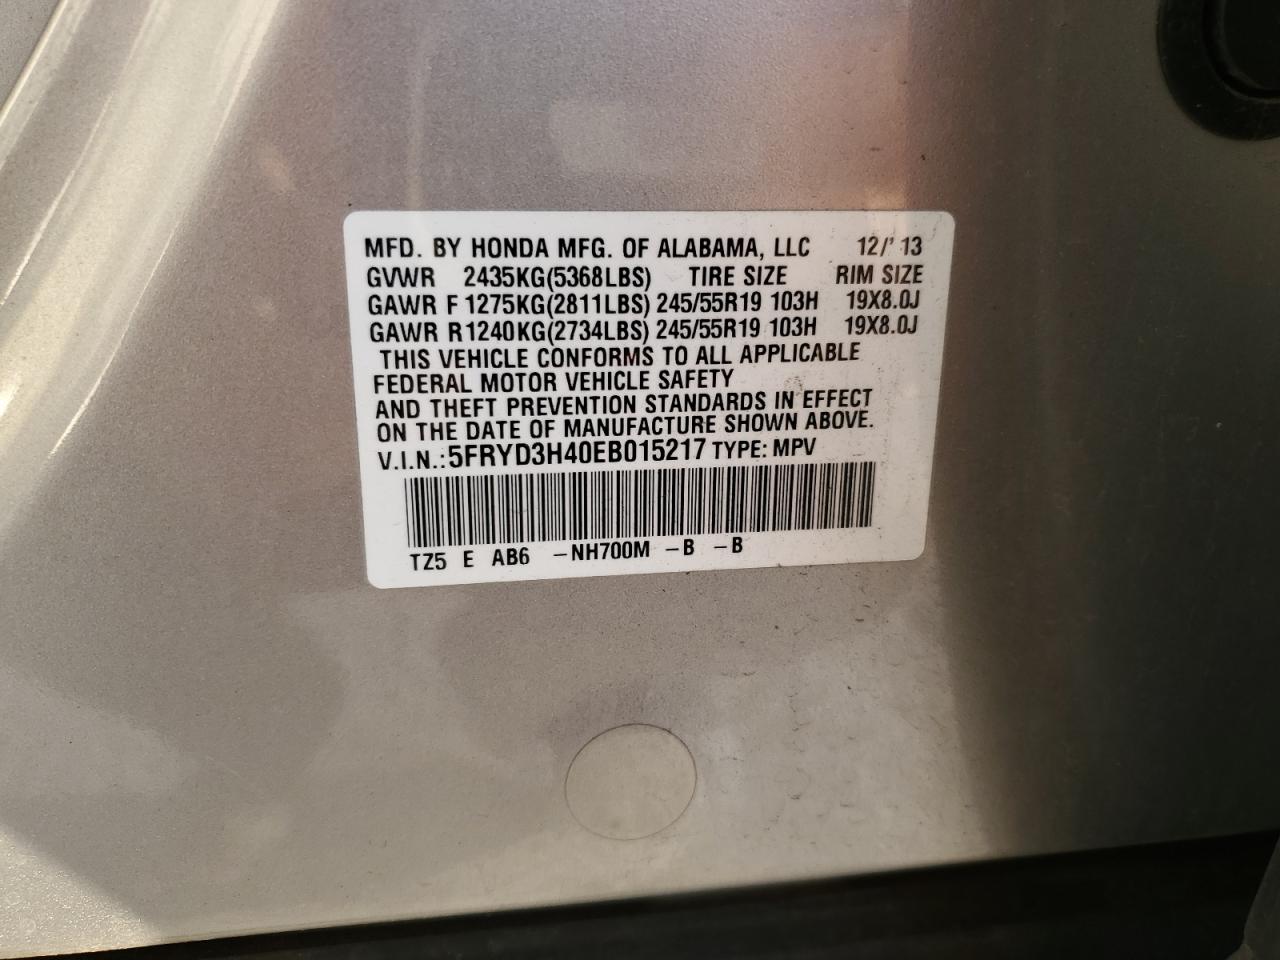 MFD. BY HONDA MFG. OF ALABAMA, LLC 12/' 13
GVWR 2435KG(5368LBS) TIRE SIZE RIM SIZE
GAWR F 1275KG(2811LBS) 245/55R19 103H 19X8.0J
GAWR R1240KG(2734LBS) 245/55R19 103H 19X8.0J
THIS VEHICLE CONFORMS TO ALL APPLICABLE
FEDERAL MOTOR VEHICLE SAFETY
AND THEFT PREVENTION STANDARDS IN EFFECT
ON THE DATE OF MANUFACTURE SHOWN ABOVE.
V.I.N.:5FRYD3H40EB015217 TYPE: MPV
TZ5 E AB6 -NH700M -B -B